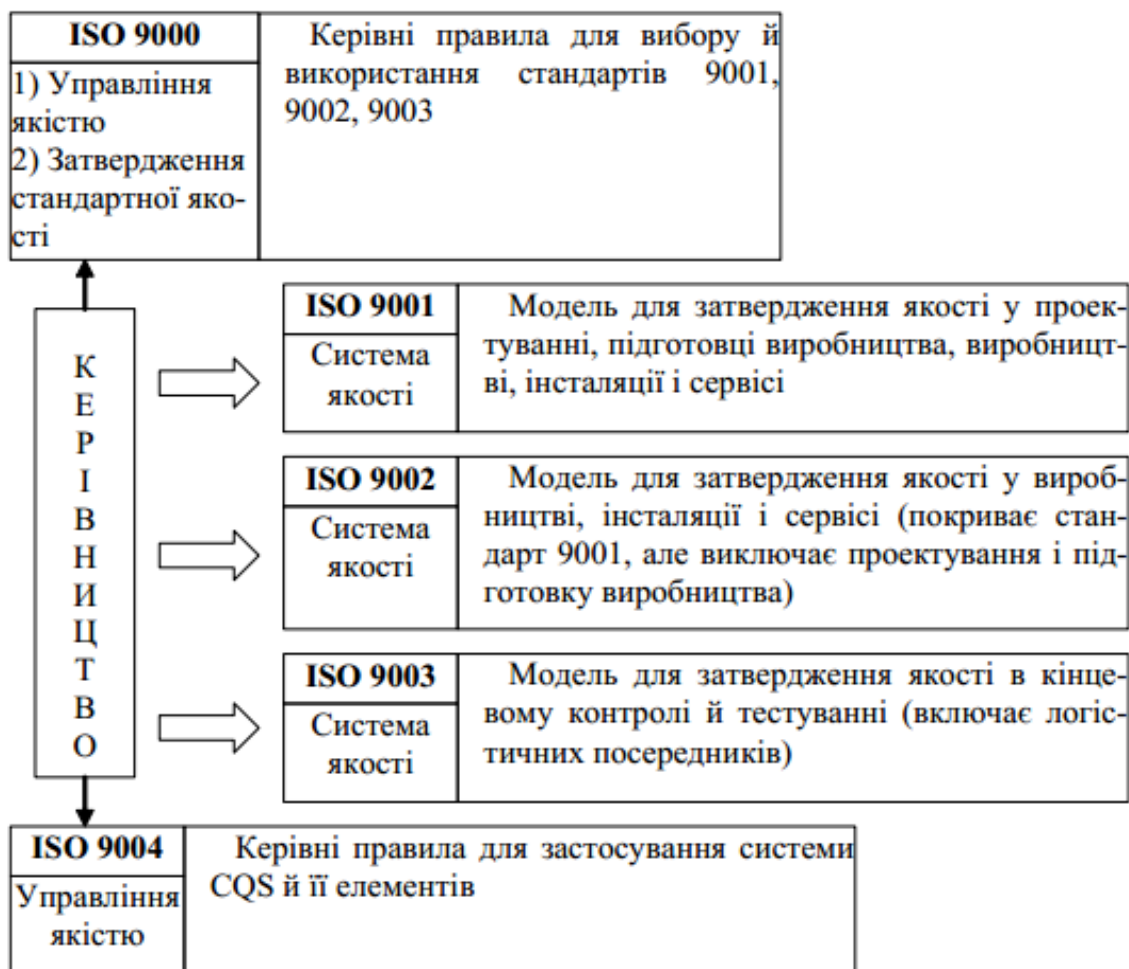 ISO 9000
1) Управління
якістю
2) Затвердження
стандартної яко-
сті
Керівні правила для вибору й
використання стандартів 9001,
9002, 9003
КЕРІВНИЦТВО
ISO 9001
Система
якості
Модель для затвердження якості у проек-
туванні, підготовці виробництва, виробницт-
ві, інсталяції і сервісі
ISO 9002
Система
якості
Модель для затвердження якості у вироб-
ництві, інсталяції і сервісі (покриває стан-
дарт 9001, але виключає проектування і під-
готовку виробництва)
ISO 9003
Система
якості
Модель для затвердження якості в кінце-
вому контролі й тестуванні (включає логіс-
тичних посередників)
ISO 9004
Управління
якістю
Керівні правила для застосування системи
CQS й її елементів